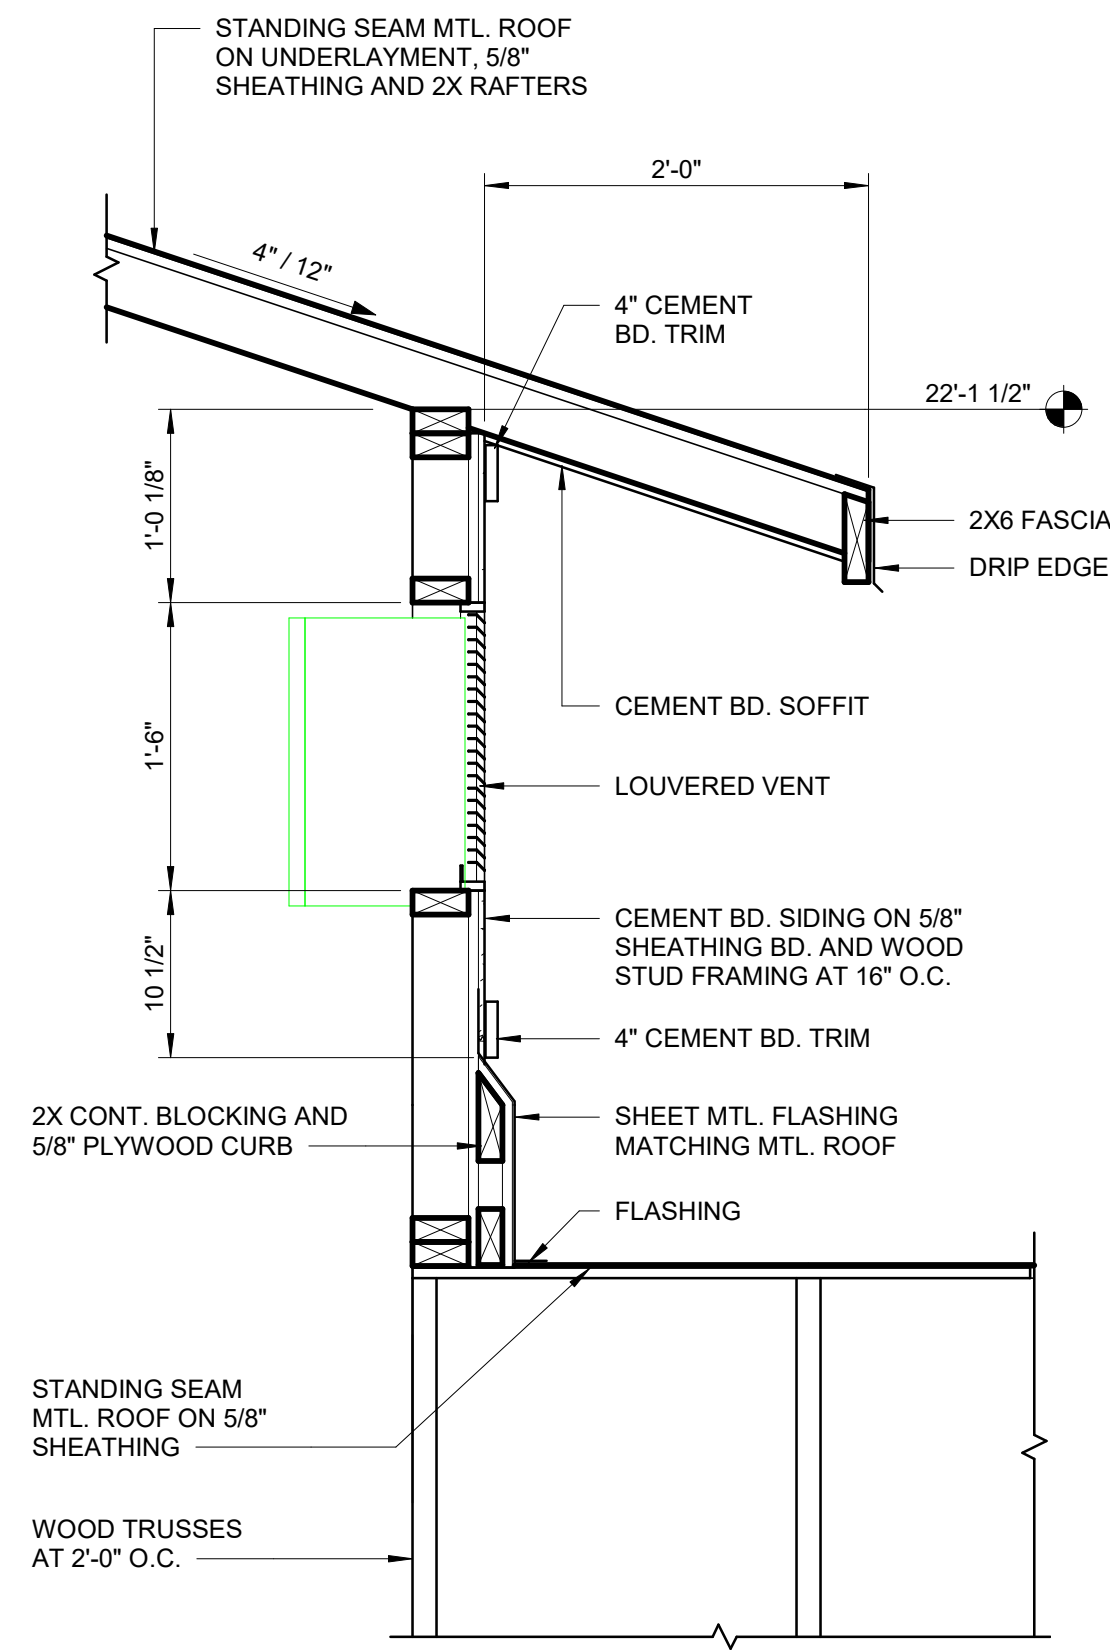 STANDING SEAM MTL. ROOF
ON UNDERLAYMENT, 5/8"
SHEATHING AND 2X RAFTERS
2'-0"
4" / 12"
4" CEMENT
BD. TRIM
22'-1 1/2"
1'-0 1/8"
2X6 FASCIA
DRIP EDGE
CEMENT BD. SOFFIT
1'-6"
LOUVERED VENT
CEMENT BD. SIDING ON 5/8"
SHEATHING BD. AND WOOD
STUD FRAMING AT 16" O.C.
10 1/2"
4" CEMENT BD. TRIM
2X CONT. BLOCKING AND
5/8" PLYWOOD CURB
SHEET MTL. FLASHING
MATCHING MTL. ROOF
FLASHING
STANDING SEAM
MTL. ROOF ON 5/8"
SHEATHING
WOOD TRUSSES
AT 2'-0" O.C.